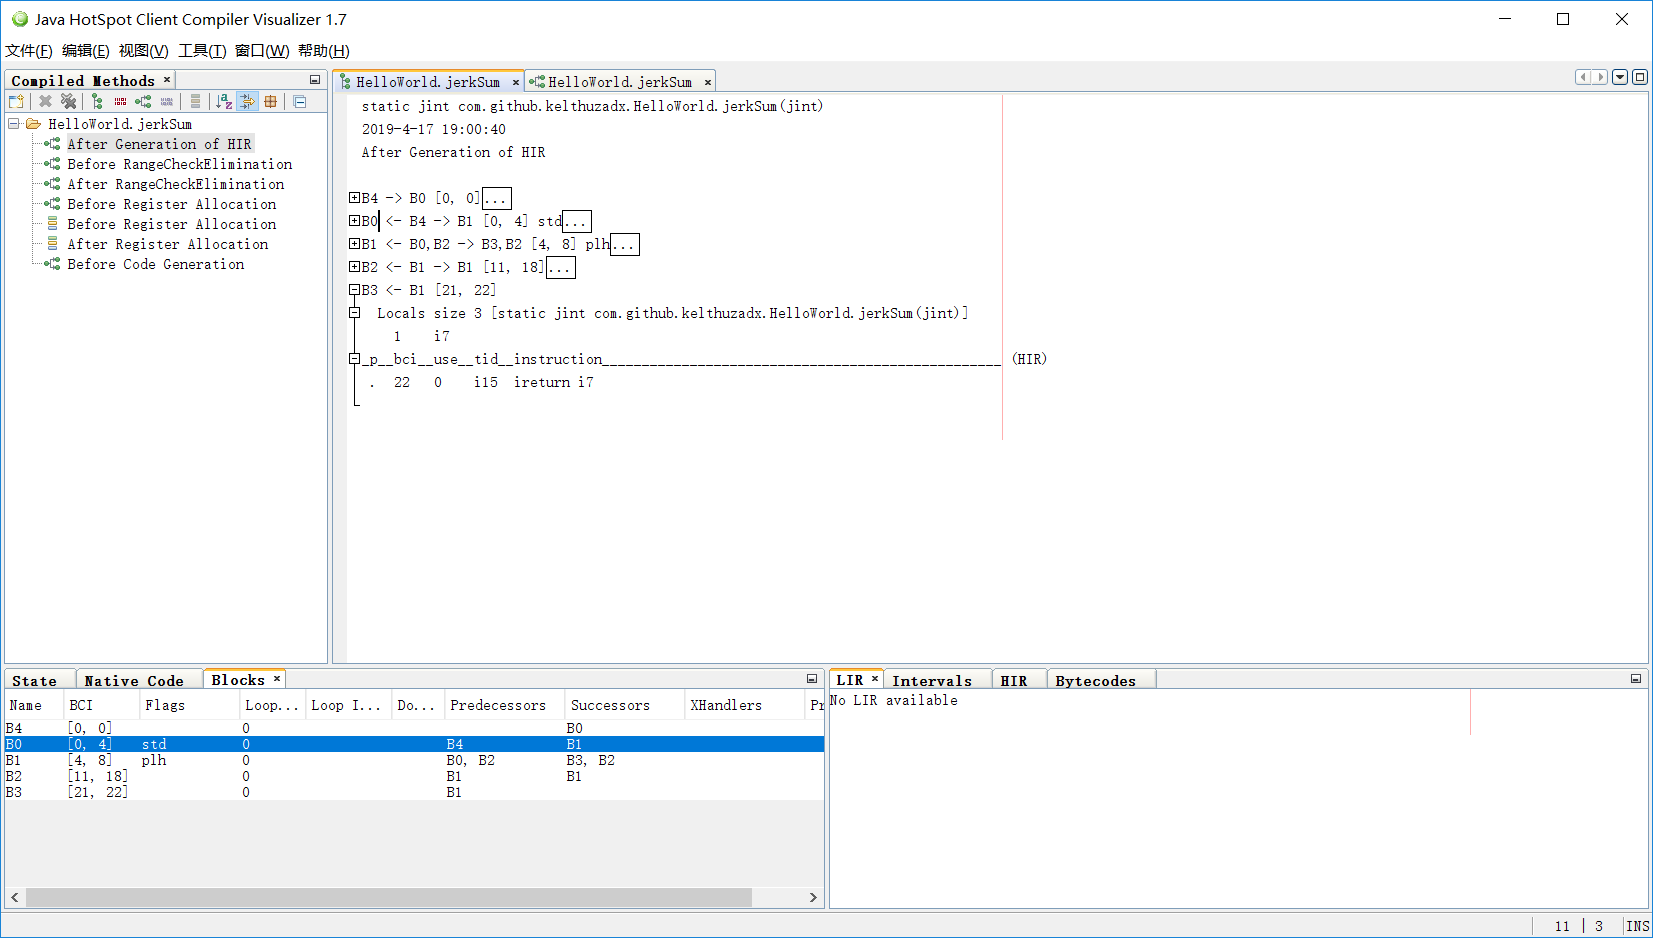 Java HotSpot Client Compiler Visualizer 1.7
文件(F) 编辑(E) 视图(V) 工具(T) 窗口(W) 帮助(H)
Compiled Methods
HelloWorld.jerkSum
After Generation of HIR
Before RangeCheckElimination
After RangeCheckElimination
Before Register Allocation
Before Register Allocation
After Register Allocation
Before Code Generation
HelloWorld.jerkSum HelloWorld.jerkSum
static jint com.github.kelthuzadx.HelloWorld.jerkSum(jint)
2019-4-17 19:00:40
After Generation of HIR
B4 -> B0 [0, 0]...
B0 <- B4 -> B1 [0, 4] std...
B1 <- B0,B2 -> B3,B2 [4, 8] plh...
B2 <- B1 -> B1 [11, 18]...
B3 <- B1 [21, 22]
Locals size 3 [static jint com.github.kelthuzadx.HelloWorld.jerkSum(jint)]
1 i7
_p__bci__use__tid__instruction__________________________________________________ (HIR)
. 22 0 i15 ireturn i7
State Native Code Blocks
Name BCI Flags Loop... Loop I... Do... Predecessors Successors XHandlers Pr
B4 [0, 0] 0 B0
B0 [0, 4] std 0 B4 B1
B1 [4, 8] plh 0 B0, B2 B3, B2
B2 [11, 18] 0 B1 B1
B3 [21, 22] 0 B1
LIR Intervals HIR Bytecodes
No LIR available
11 | 3 INS